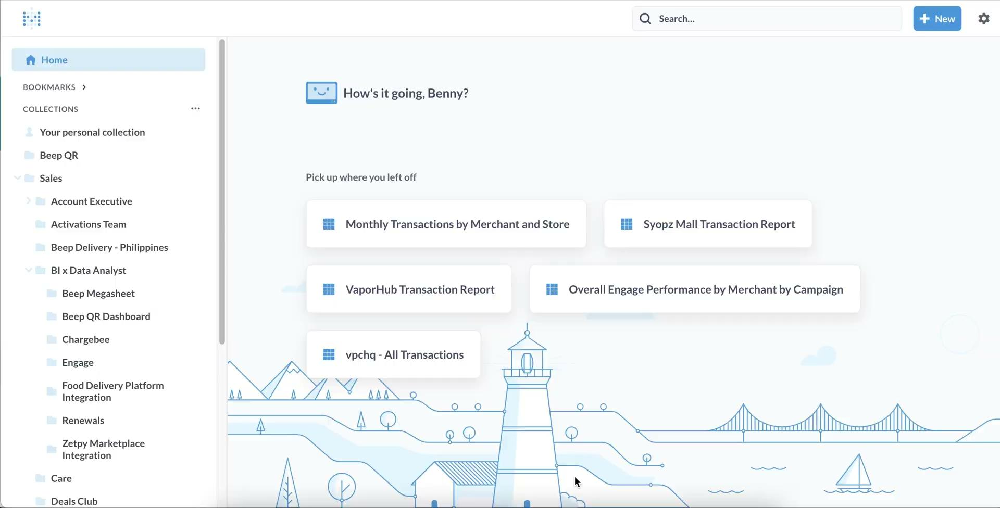 Search...
+ New
Home
BOOKMARKS
COLLECTIONS
Your personal collection
Beep QR
Sales
Account Executive
Activations Team
Beep Delivery - Philippines
BI x Data Analyst
Beep Megasheet
Beep QR Dashboard
Chargebee
Engage
Food Delivery Platform
Integration
Renewals
Zetpy Marketplace
Integration
Care
Deals Club
How's it going, Benny?
Pick up where you left off
Monthly Transactions by Merchant and Store
Syopz Mall Transaction Report
VaporHub Transaction Report
Overall Engage Performance by Merchant by Campaign
vpchq - All Transactions